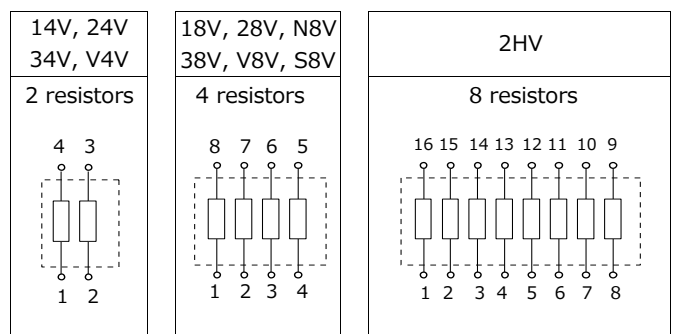 14V, 24V
34V, V4V
2 resistors
4 3
1 2
18V, 28V, N8V
38V, V8V, S8V
4 resistors
8 7 6 5
1 2 3 4
2HV
8 resistors
16 15 14 13 12 11 10 9
1 2 3 4 5 6 7 8